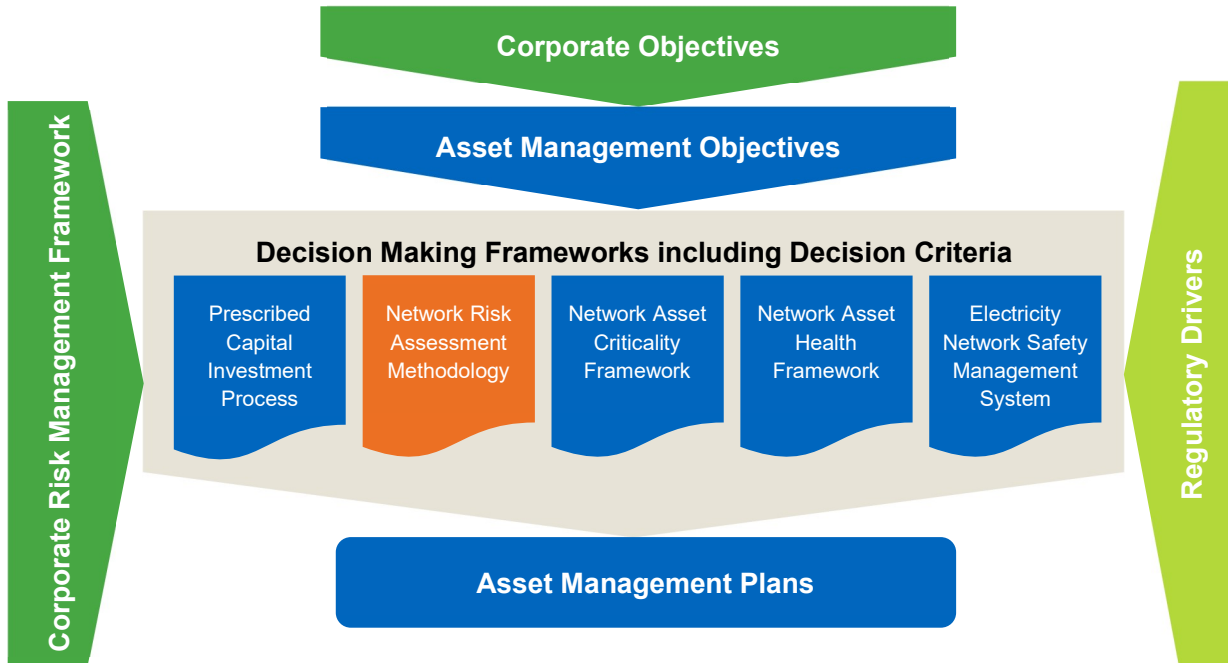 Corporate Objectives
Asset Management Objectives
Corporate Risk Management Framework
Decision Making Frameworks including Decision Criteria
Prescribed
Capital
Investment
Process
Network Risk
Assessment
Methodology
Network Asset
Criticality
Framework
Network Asset
Health
Framework
Electricity
Network Safety
Management
System
Regulatory Drivers
Asset Management Plans